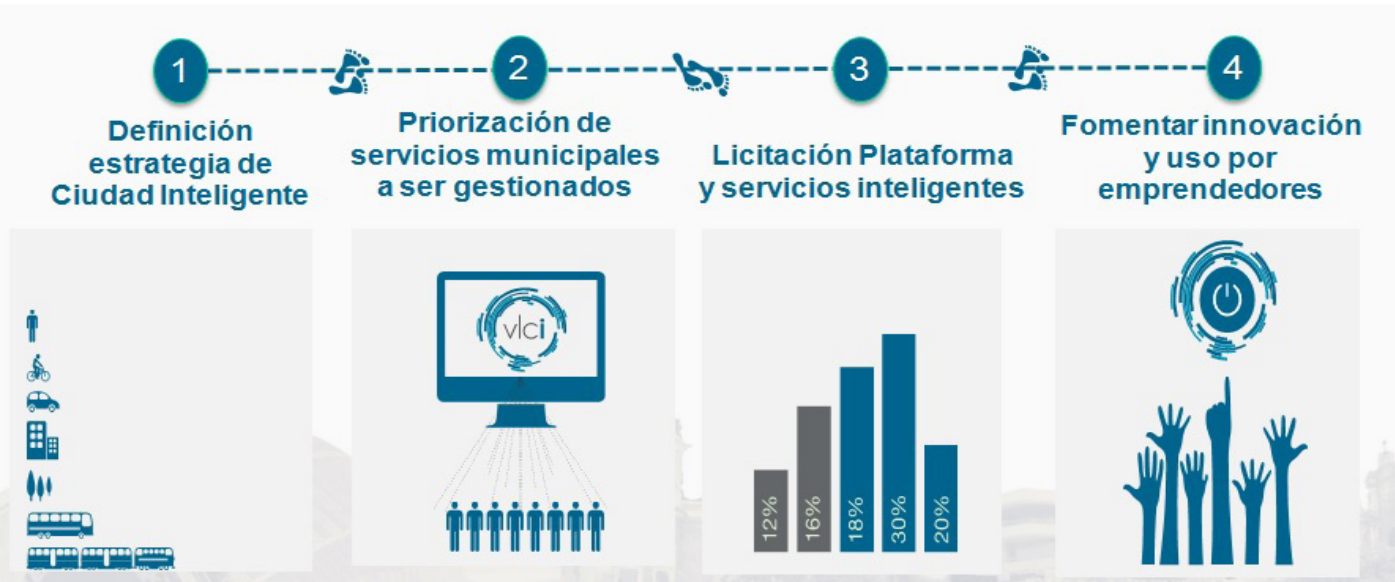 1
2
3
4
Definición
estrategia de
Ciudad Inteligente
Priorización de
servicios municipales
a ser gestionados
Licitación Plataforma
y servicios inteligentes
Fomentar innovación
y uso por
emprendedores
vlci
12%
16%
18%
30%
20%